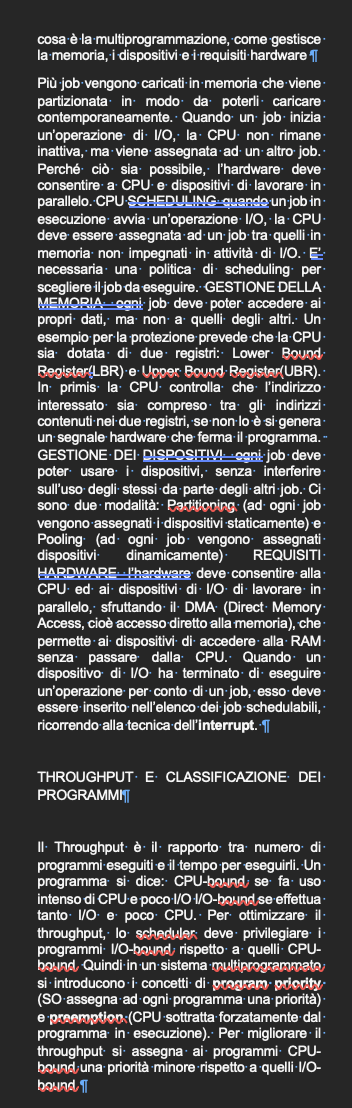 cosa è la multiprogrammazione, come gestisce
la memoria, i dispositivi e i requisiti hardware ¶
Più job vengono caricati in memoria che viene
partizionata in modo da poterli caricare
contemporaneamente. Quando un job inizia
un'operazione di I/O, la CPU non rimane
inattiva, ma viene assegnata ad un altro job.
Perché ciò sia possibile, l'hardware deve
consentire a CPU e dispositivi di lavorare in
parallelo. CPU SCHEDULING quando un job in
esecuzione avvia un'operazione I/O, la CPU
deve essere assegnata ad un job tra quelli in
memoria non impegnati in attività di I/O. E'
necessaria una politica di scheduling per
scegliere il job da eseguire. GESTIONE DELLA
MEMORIA: ogni job deve poter accedere ai
propri dati, ma non a quelli degli altri. Un
esempio per la protezione prevede che la CPU
sia dotata di due registri: Lower Bound
Register(LBR) e Upper Bound Register(UBR).
In primis la CPU controlla che l'indirizzo
interessato sia compreso tra gli indirizzi
contenuti nei due registri, se non lo è si genera
un segnale hardware che ferma il programma.
GESTIONE DEI DISPOSITIVI ogni job deve
poter usare i dispositivi, senza interferire
sull'uso degli stessi da parte degli altri job. Ci
sono due modalità: Partitioning (ad ogni job
vengono assegnati i dispositivi staticamente) e
Pooling (ad ogni job vengono assegnati
dispositivi dinamicamente) REQUISITI
HARDWARE l'hardware deve consentire alla
CPU ed ai dispositivi di I/O di lavorare in
parallelo, sfruttando il DMA (Direct Memory
Access, cioè accesso diretto alla memoria), che
permette ai dispositivi di accedere alla RAM
senza passare dalla CPU. Quando un
dispositivo di I/O ha terminato di eseguire
un'operazione per conto di un job, esso deve
essere inserito nell'elenco dei job schedulabili,
ricorrendo alla tecnica dell'interrupt. ¶
THROUGHPUT E CLASSIFICAZIONE DEI
PROGRAMMI¶
Il Throughput è il rapporto tra numero di
programmi eseguiti e il tempo per eseguirli. Un
programma si dice: CPU-bound se fa uso
intenso di CPU e poco I/O I/O-bound se effettua
tanto I/O e poco CPU. Per ottimizzare il
throughput, lo scheduler deve privilegiare i
programmi I/O-bound rispetto a quelli CPU-
bound. Quindi in un sistema multiprogrammato
si introducono i concetti di program priority
(SO assegna ad ogni programma una priorità)
e preemption (CPU sottratta forzatamente dal
programma in esecuzione). Per migliorare il
throughput si assegna ai programmi CPU-
bound una priorità minore rispetto a quelli I/O-
bound. ¶